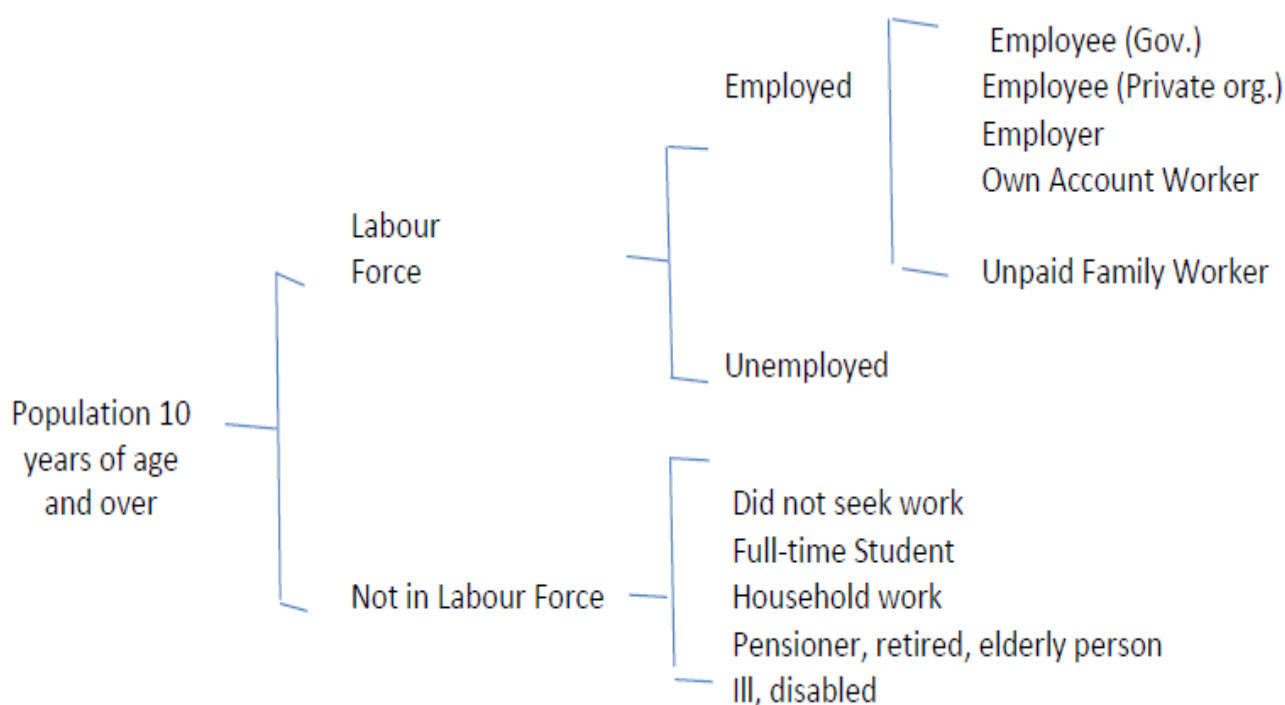 Employee (Gov.)
Employed
Employee (Private org.)
Employer
Own Account Worker
Labour
Force
Unpaid Family Worker
Unemployed
Population 10
years of age
and over
Did not seek work
Full-time Student
Not in Labour Force
Household work
Pensioner, retired, elderly person
Ill, disabled